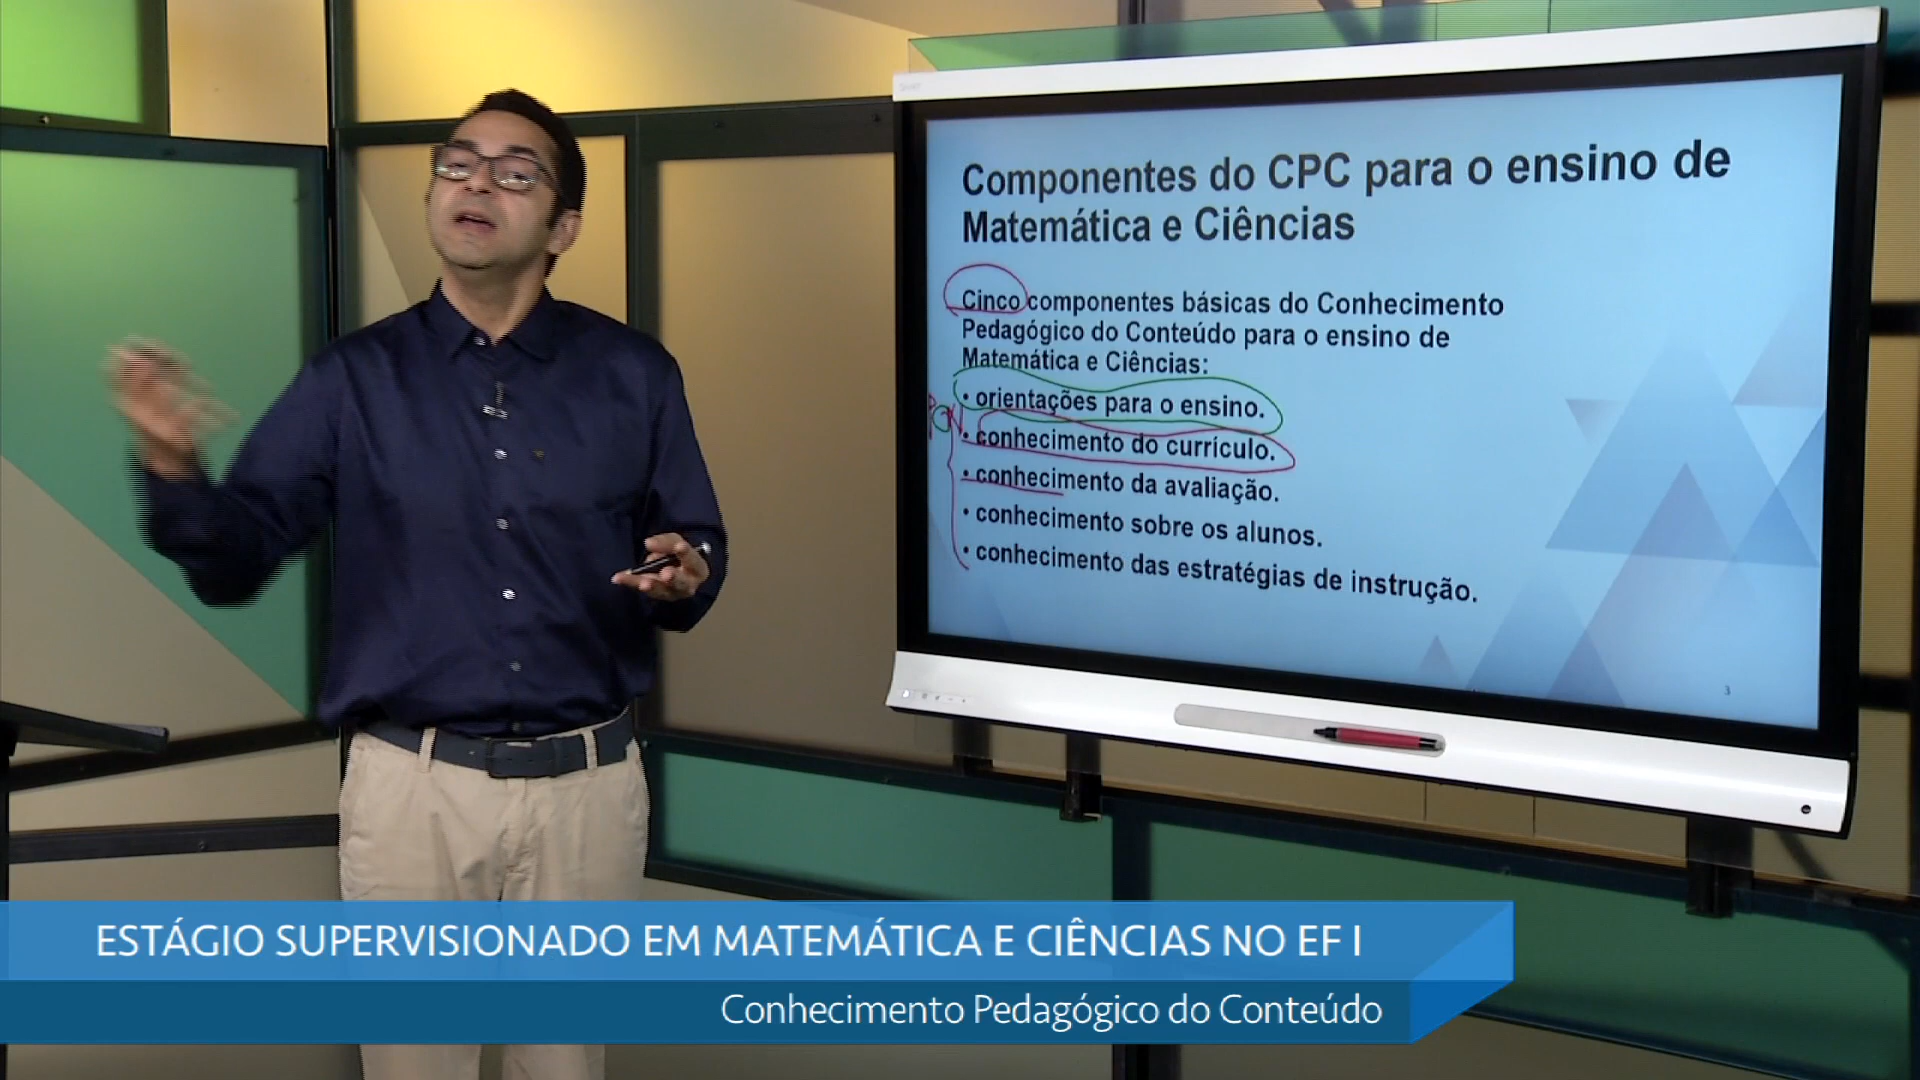 Componentes do CPC para o ensino de
Matemática e Ciências
Cinco componentes básicas do Conhecimento
Pedagógico do Conteúdo para o ensino de
Matemática e Ciências:
• orientações para o ensino.
• conhecimento do currículo.
• conhecimento da avaliação.
• conhecimento sobre os alunos.
• conhecimento das estratégias de instrução.
3
ESTÁGIO SUPERVISIONADO EM MATEMÁTICA E CIÊNCIAS NO EF I
Conhecimento Pedagógico do Conteúdo